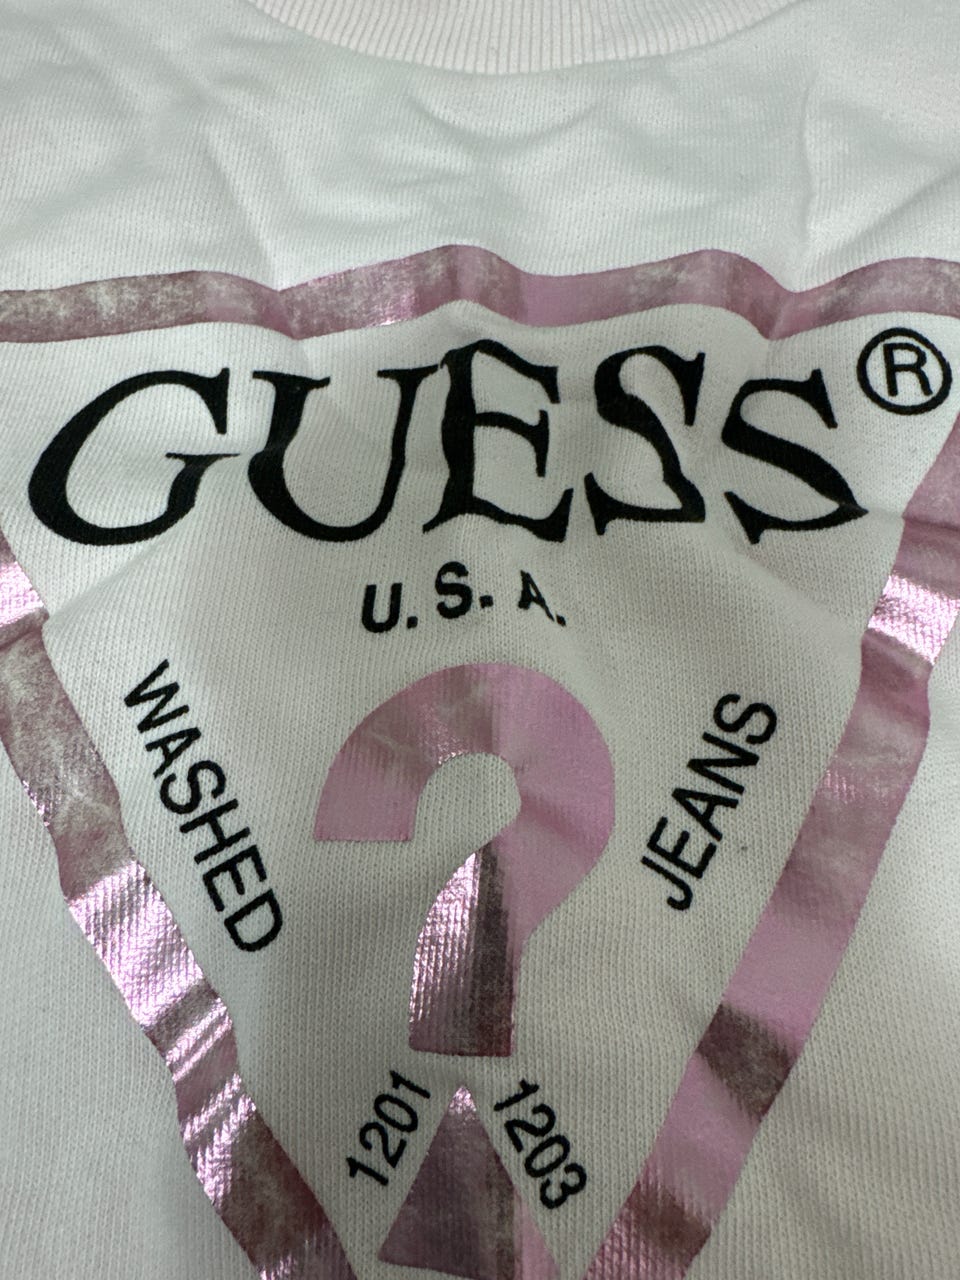 GUESS®
U.S.A.
WASHED
?
JEANS
1201
1203